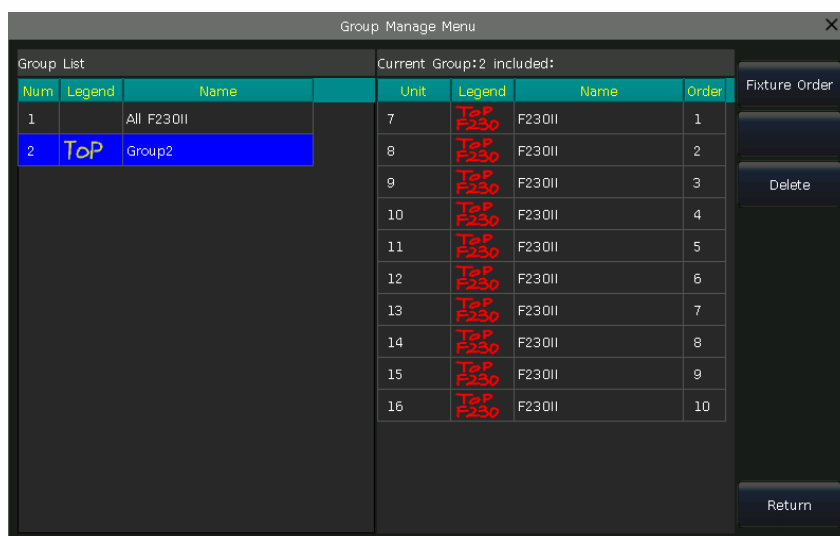 Group Manage Menu
Group List
Num Legend Name
1 All F230II
2 ToP Group2
Current Group:2 included:
Unit Legend Name Order
7 ToP F230 F230II 1
8 ToP F230 F230II 2
9 ToP F230 F230II 3
10 ToP F230 F230II 4
11 ToP F230 F230II 5
12 ToP F230 F230II 6
13 ToP F230 F230II 7
14 ToP F230 F230II 8
15 ToP F230 F230II 9
16 ToP F230 F230II 10
Fixture Order
Delete
Return